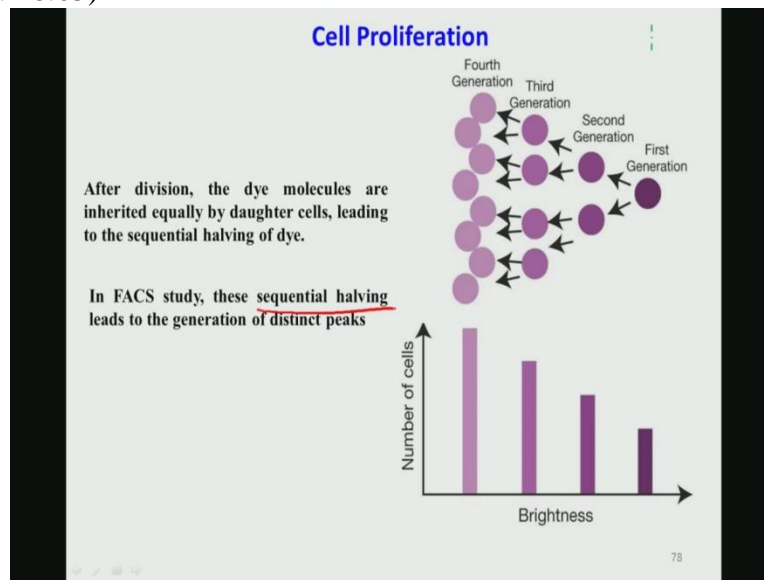 Cell Proliferation
Fourth
Generation
Third
Generation
Second
Generation
First
Generation
After division, the dye molecules are
inherited equally by daughter cells, leading
to the sequential halving of dye.
In FACS study, these sequential halving
leads to the generation of distinct peaks
Number of cells
Brightness
78